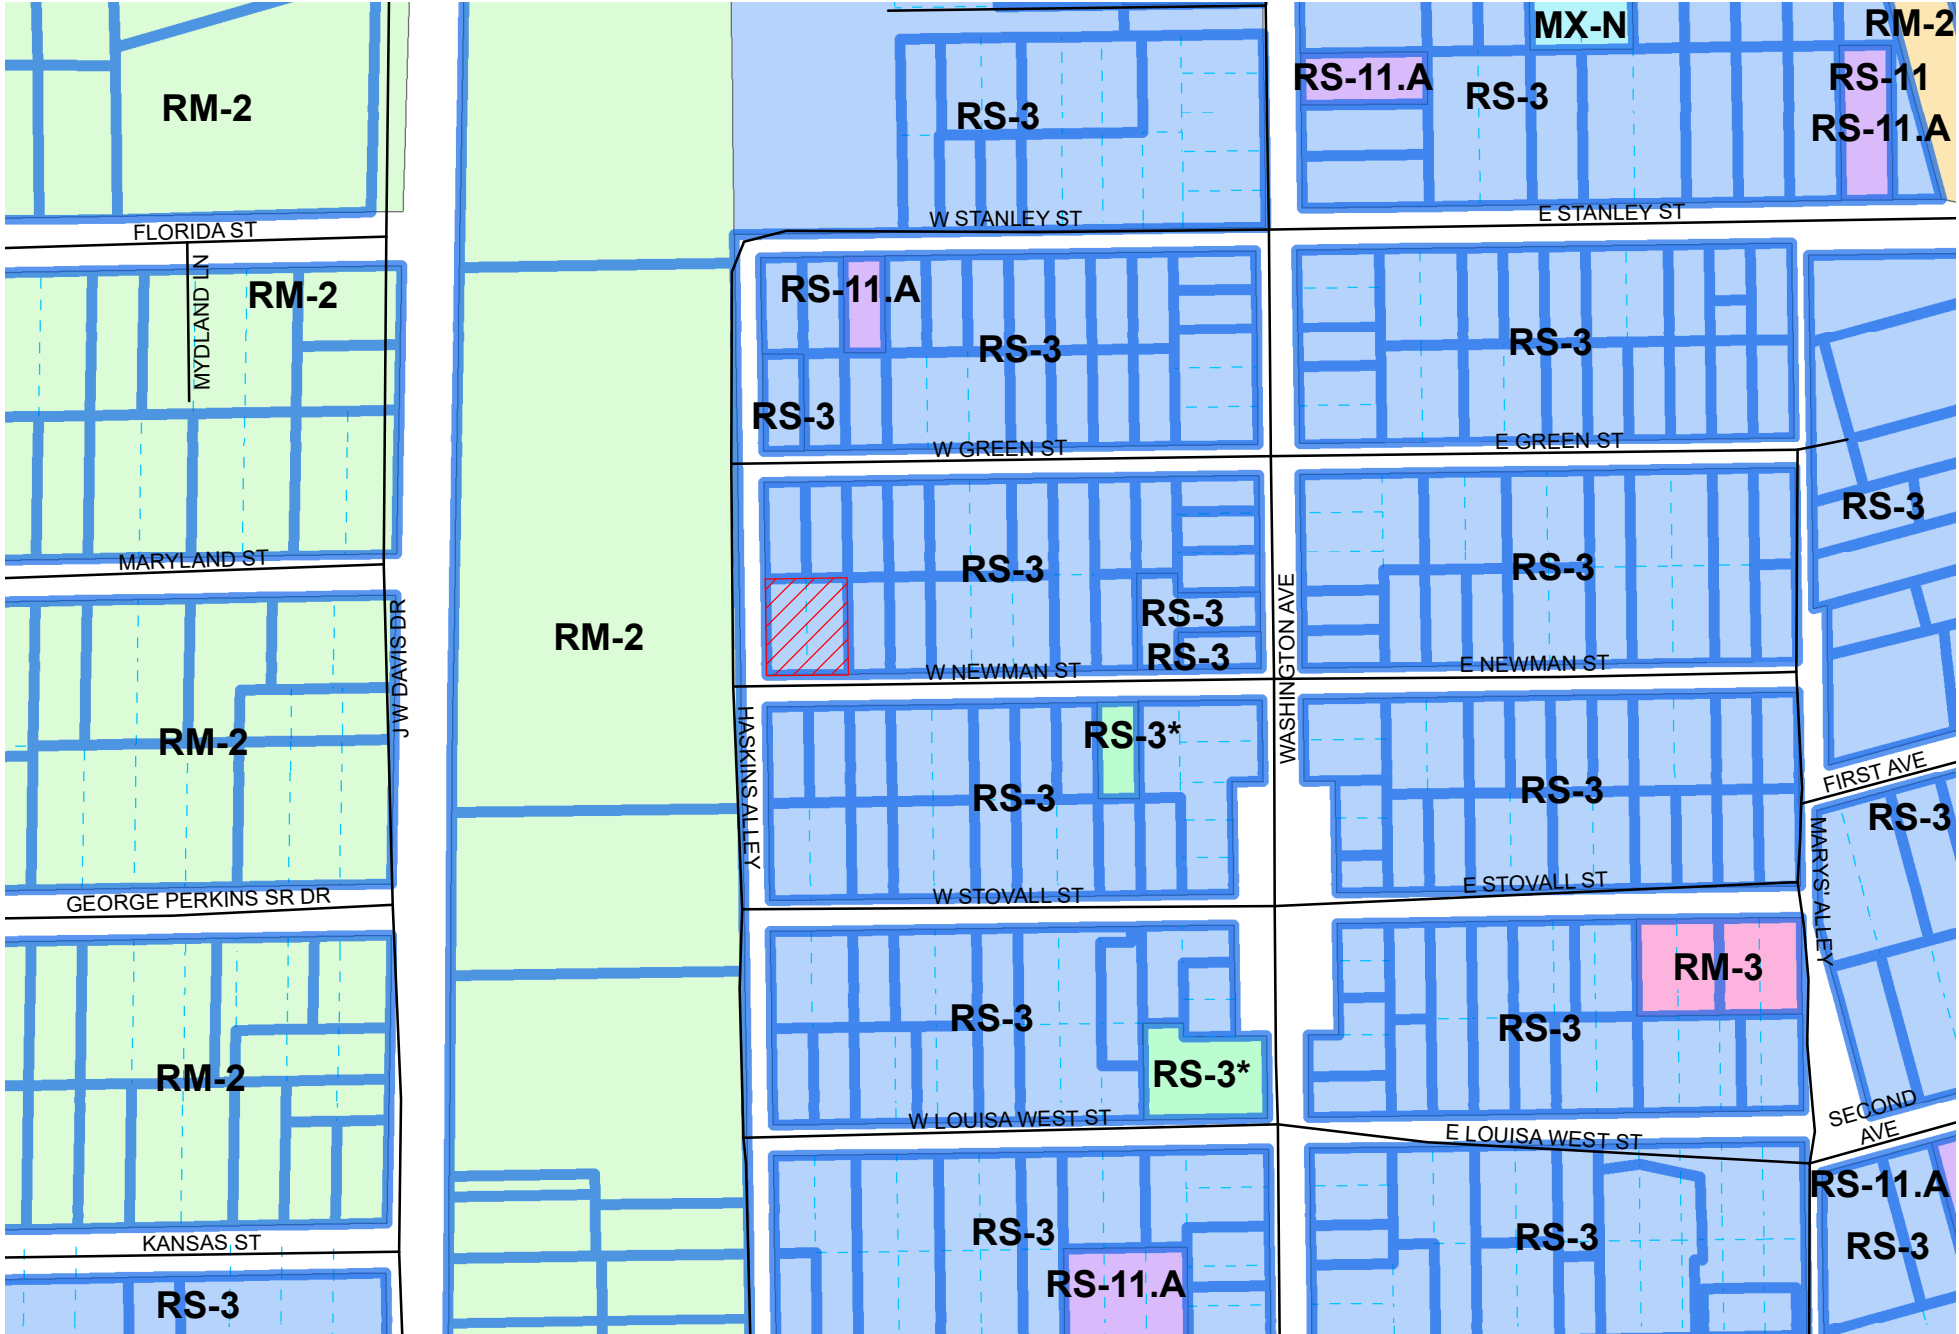 MX-N
RM-2
RM-2
RS-3
RS-11.A
RS-3
RS-11
RS-11.A
FLORIDA ST
W STANLEY ST
E STANLEY ST
MYDLAND LN
RM-2
RS-11.A
RS-3
RS-3
RS-3
W GREEN ST
E GREEN ST
RS-3
MARYLAND ST
RS-3
RS-3
RS-3
RS-3
RM-2
J W DAVIS DR
WASHINGTON AVE
W NEWMAN ST
E NEWMAN ST
RM-2
HASKINS ALLEY
RS-3*
RS-3
RS-3
FIRST AVE
RS-3
MARYS' ALLEY
GEORGE PERKINS SR DR
W STOVALL ST
E STOVALL ST
RM-3
RS-3
RS-3
RM-2
RS-3*
W LOUISA WEST ST
E LOUISA WEST ST
SECOND
AVE
RS-11.A
KANSAS ST
RS-3
RS-3
RS-3
RS-11.A
RS-3